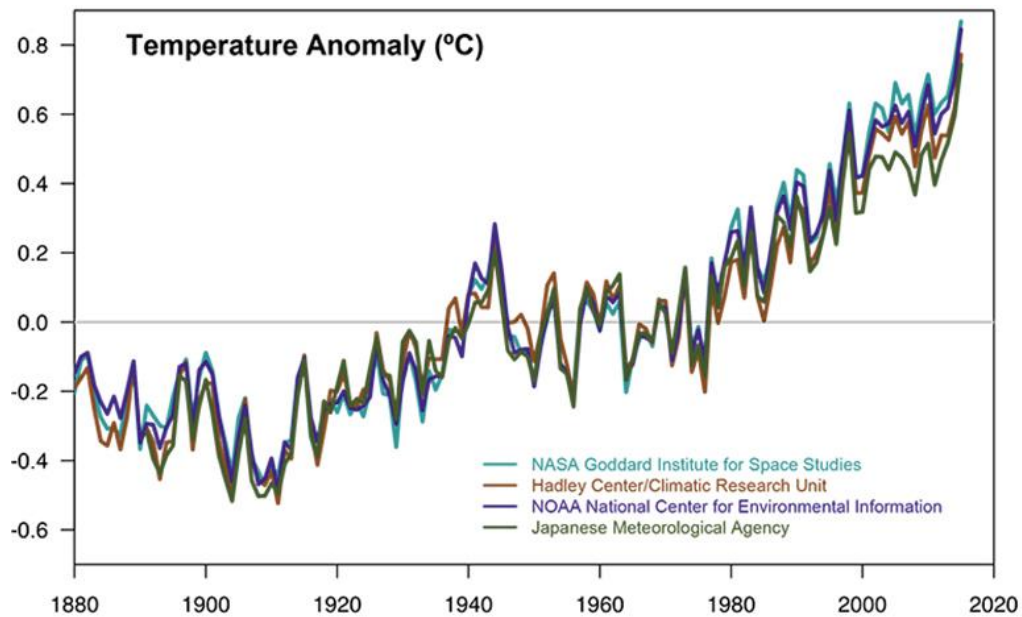 Temperature Anomaly (ºC)
0.8
0.6
0.4
0.2
0.0
-0.2
-0.4
-0.6
NASA Goddard Institute for Space Studies
Hadley Center/Climatic Research Unit
NOAA National Center for Environmental Information
Japanese Meteorological Agency
1880 1900 1920 1940 1960 1980 2000 2020